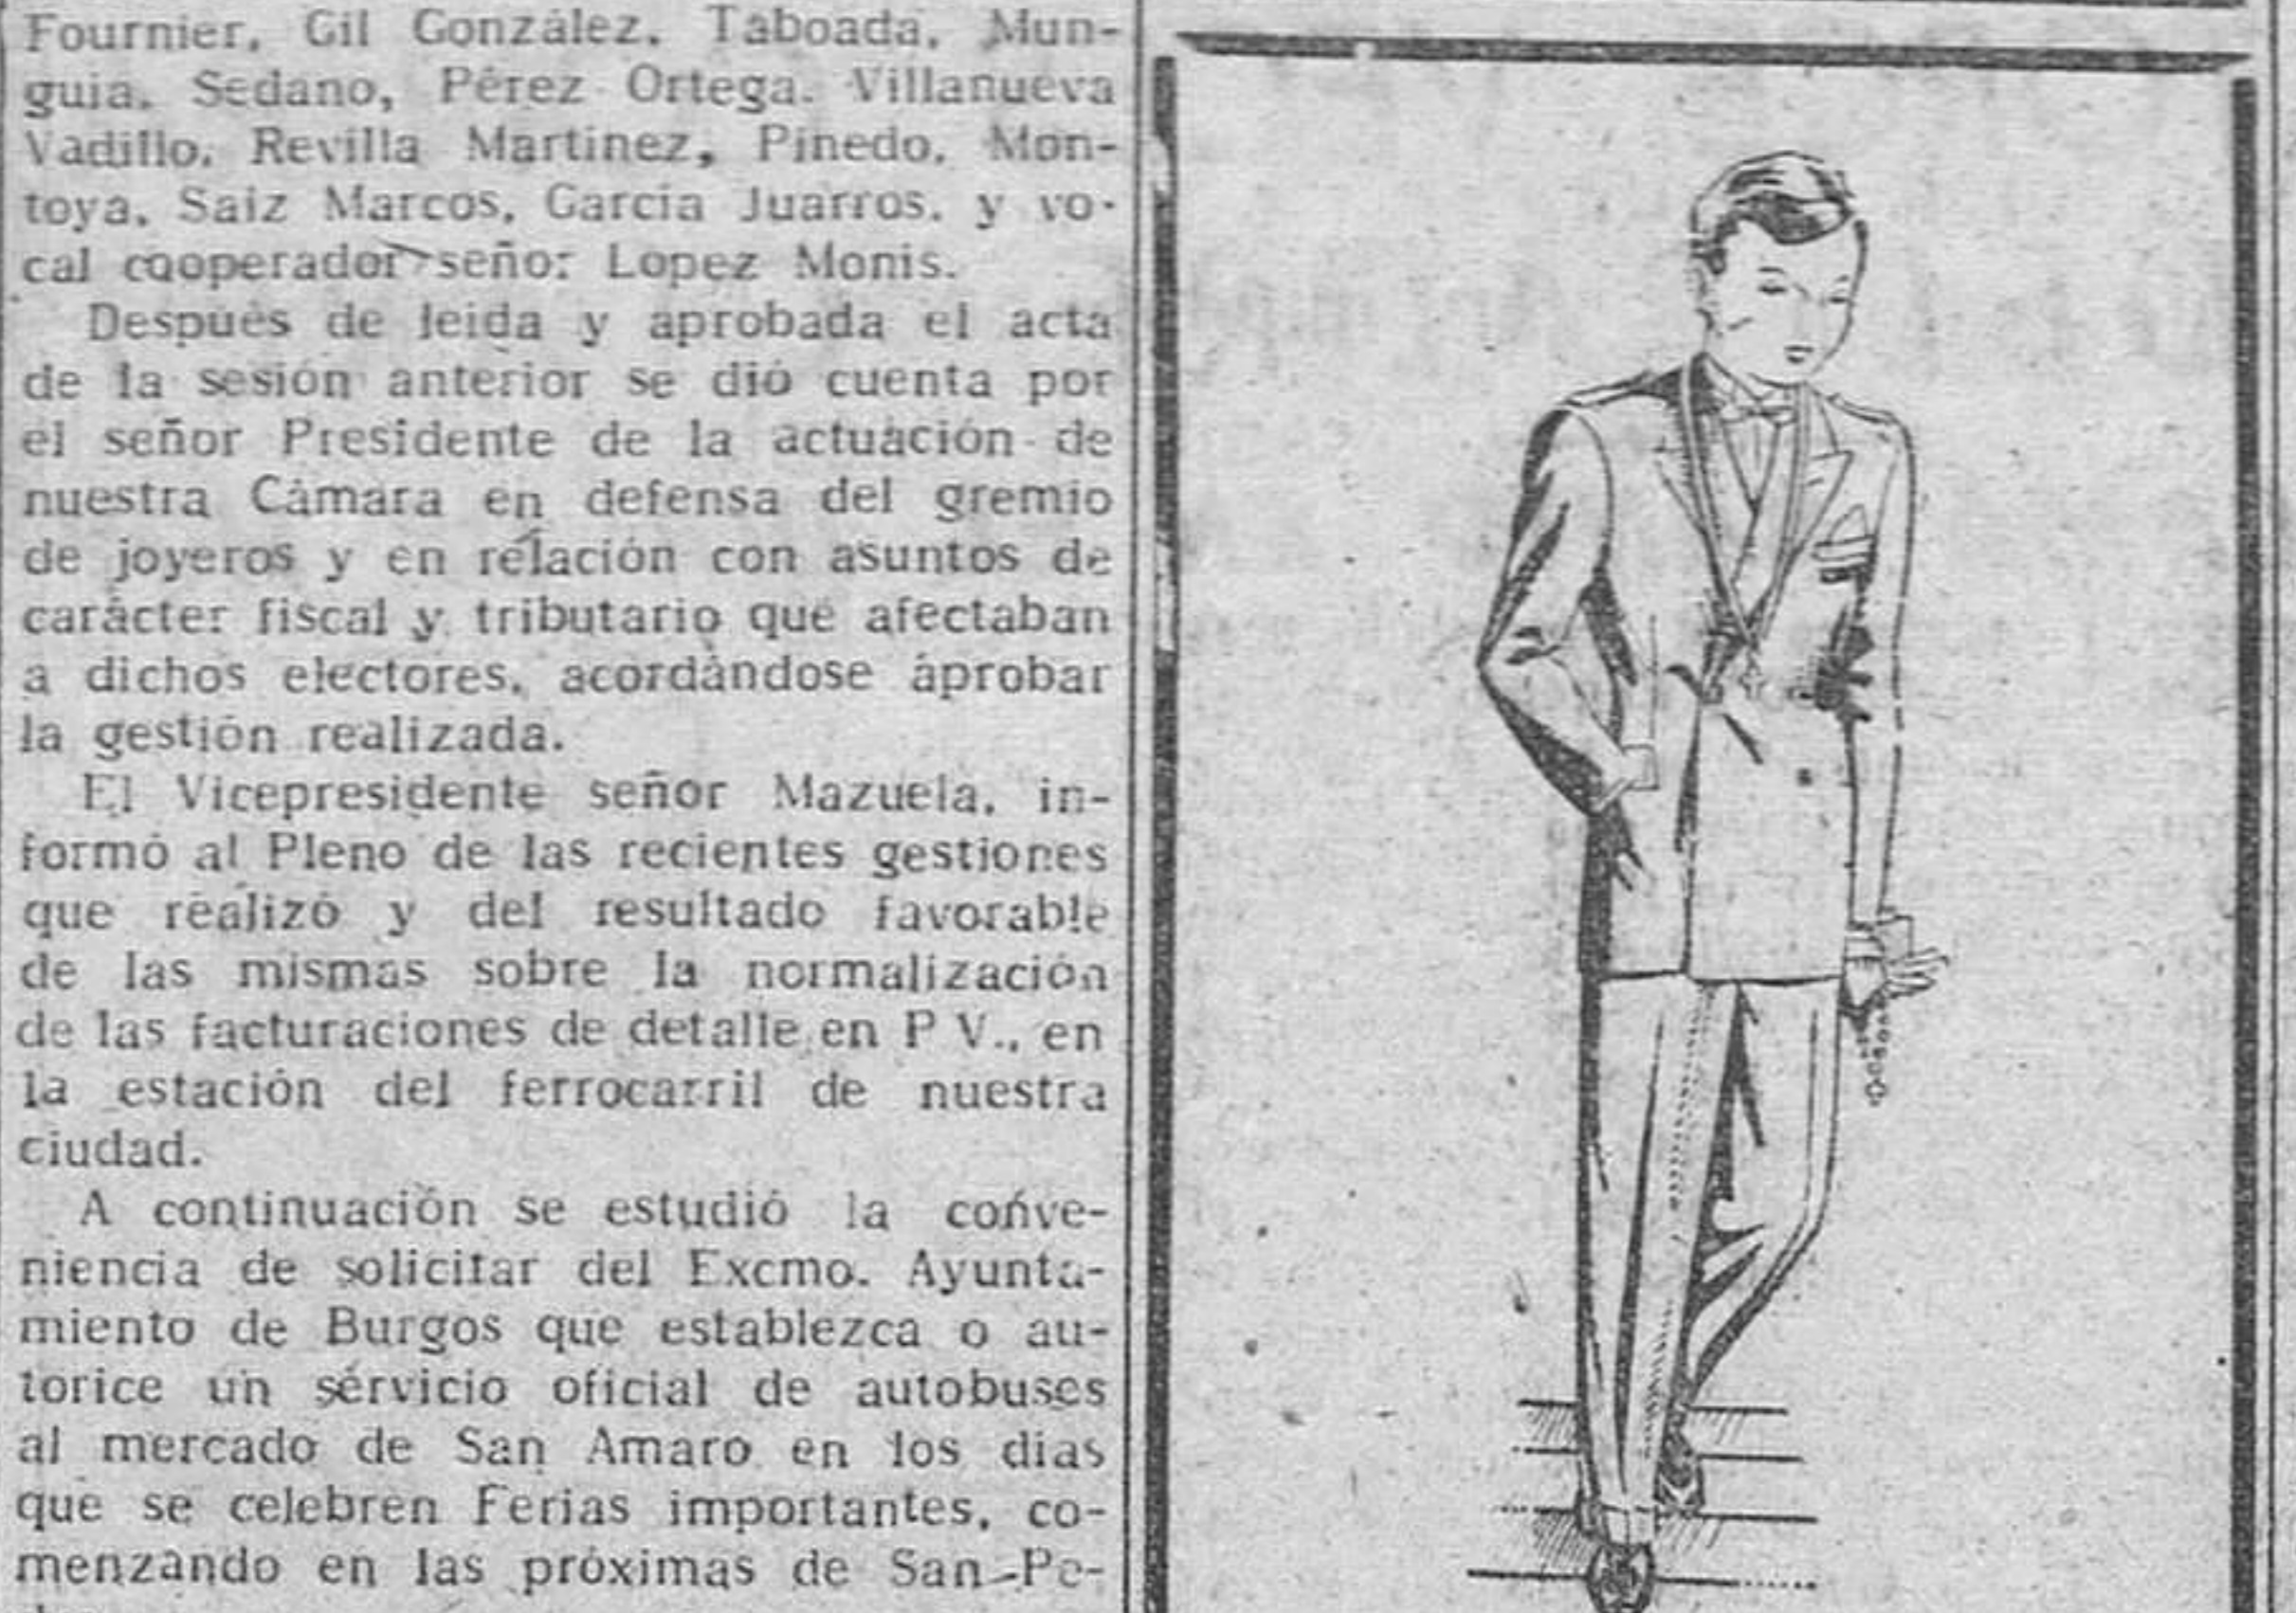 Fournier, Gil González, Taboada, Mun-
guia, Sedano, Pérez Ortega, Villanueva
Vadillo, Revilla Martinez, Pinedo, Mon-
toya, Saiz Marcos, García Juarros, y vo-
cal cooperador señor Lopez Monis.
Después de leida y aprobada el acta
de la sesión anterior se dió cuenta por
el señor Presidente de la actuación de
nuestra Cámara en defensa del gremio
de joyeros y en relación con asuntos de
carácter fiscal y tributario que afectaban
a dichos electores, acordándose aprobar
la gestión realizada.
El Vicepresidente señor Mazuela, in-
formó al Pleno de las recientes gestiones
que realizó y del resultado favorable
de las mismas sobre la normalización
de las facturaciones de detalle en P V., en
la estación del ferrocarril de nuestra
ciudad.
A continuación se estudió la conve-
niencia de solicitar del Excmo. Ayunta-
miento de Burgos que establezca o au-
torice un servicio oficial de autobuses
al mercado de San Amaro en los dias
que se celebren Ferias importantes, co-
menzando en las próximas de San Pe-